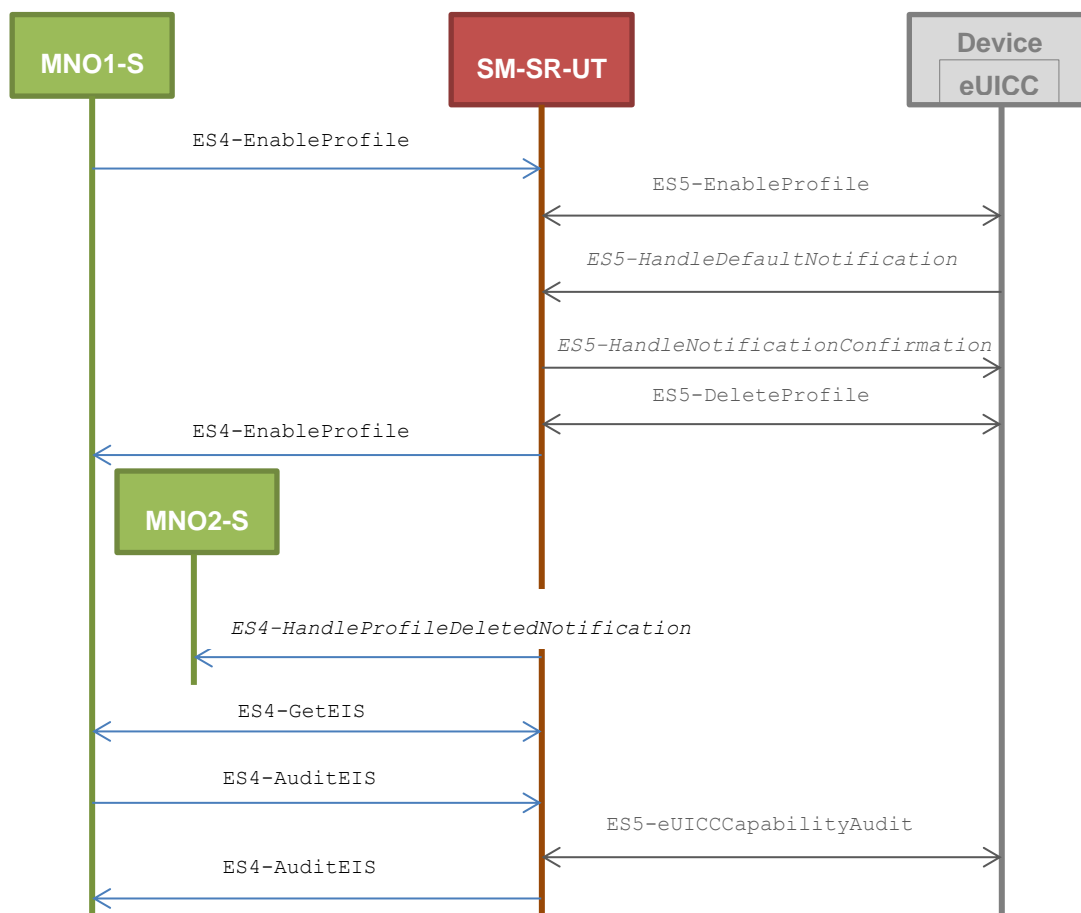 MNO1-S
SM-SR-UT
Device
eUICC
ES4-EnableProfile
ES5-EnableProfile
ES5-HandleDefaultNotification
ES5-HandleNotificationConfirmation
ES5-DeleteProfile
ES4-EnableProfile
MNO2-S
ES4-HandleProfileDeletedNotification
ES4-GetEIS
ES4-AuditEIS
ES5-eUICCCapabilityAudit
ES4-AuditEIS